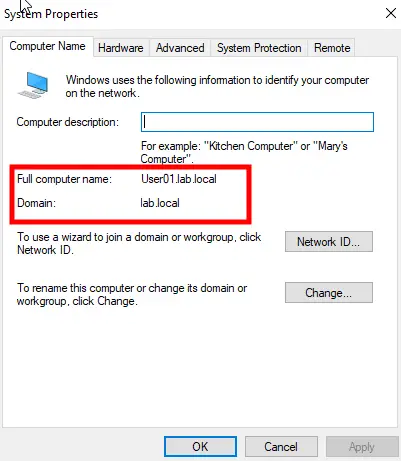 System Properties
Computer Name Hardware Advanced System Protection Remote
Windows uses the following information to identify your computer
on the network.
Computer description:
For example: "Kitchen Computer" or "Mary's
Computer".
Full computer name: User01.lab.local
Domain: lab.local
To use a wizard to join a domain or workgroup, click
Network ID.
Network ID...
To rename this computer or change its domain or
workgroup, click Change.
Change...
OK Cancel Apply